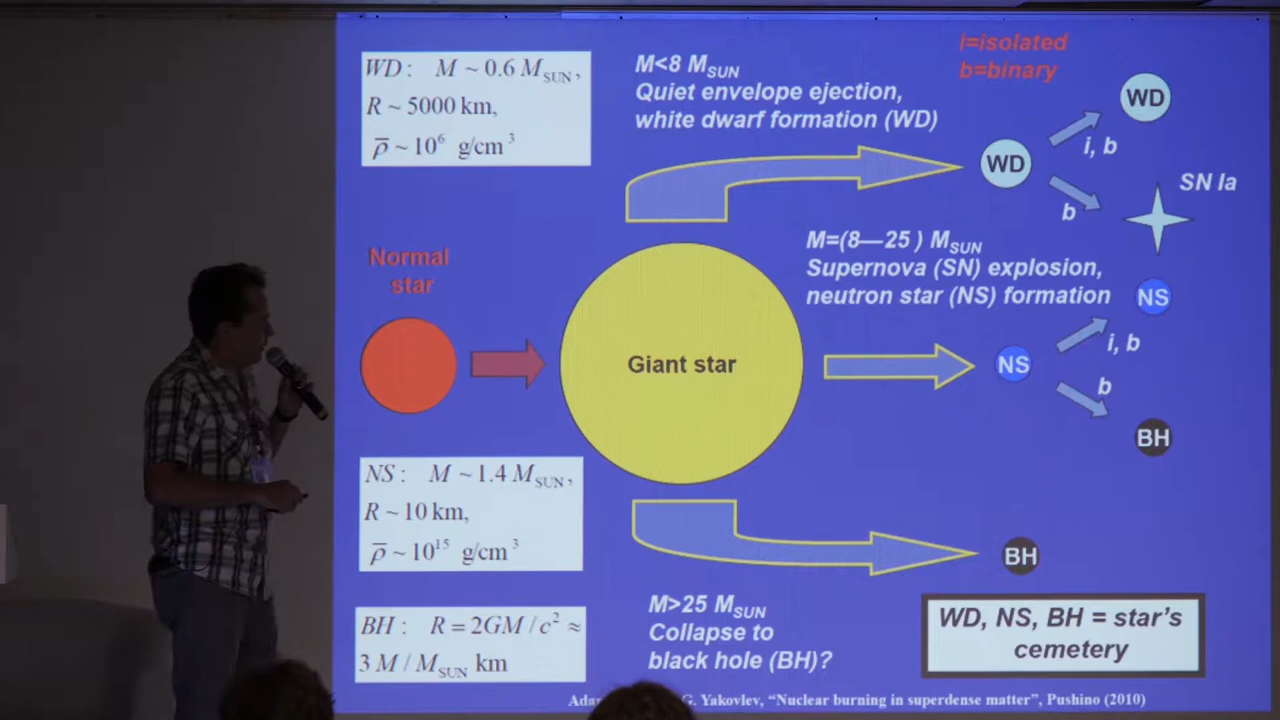 WD: M ~ 0.6 M_SUN,
R ~ 5000 km,
ρ̅ ~ 10⁶ g/cm³
M<8 M_SUN
Quiet envelope ejection,
white dwarf formation (WD)
i=isolated
b=binary
WD
WD
i, b
b
SN Ia
Normal
star
Giant star
M=(8—25 ) M_SUN
Supernova (SN) explosion,
neutron star (NS) formation
NS
NS
i, b
b
BH
NS: M ~ 1.4 M_SUN,
R ~ 10 km,
ρ̅ ~ 10¹⁵ g/cm³
BH
BH: R = 2GM / c² ≈
3 M / M_SUN km
M>25 M_SUN
Collapse to
black hole (BH)?
WD, NS, BH = star's
cemetery
G. Yakovlev, “Nuclear burning in superdense matter”, Pushino (2010)